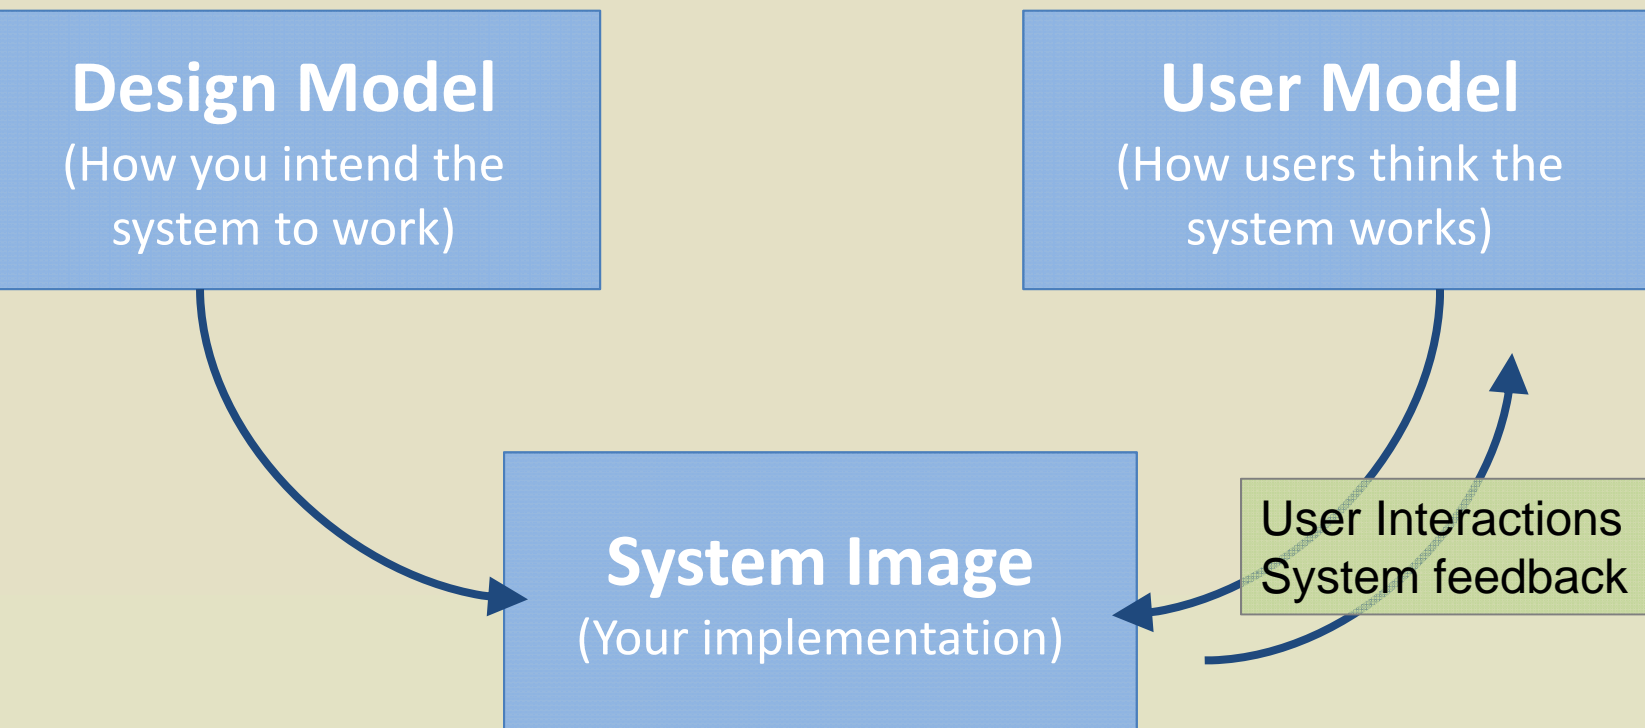 Design Model
(How you intend the
system to work)
User Model
(How users think the
system works)
System Image
(Your implementation)
User Interactions
System feedback